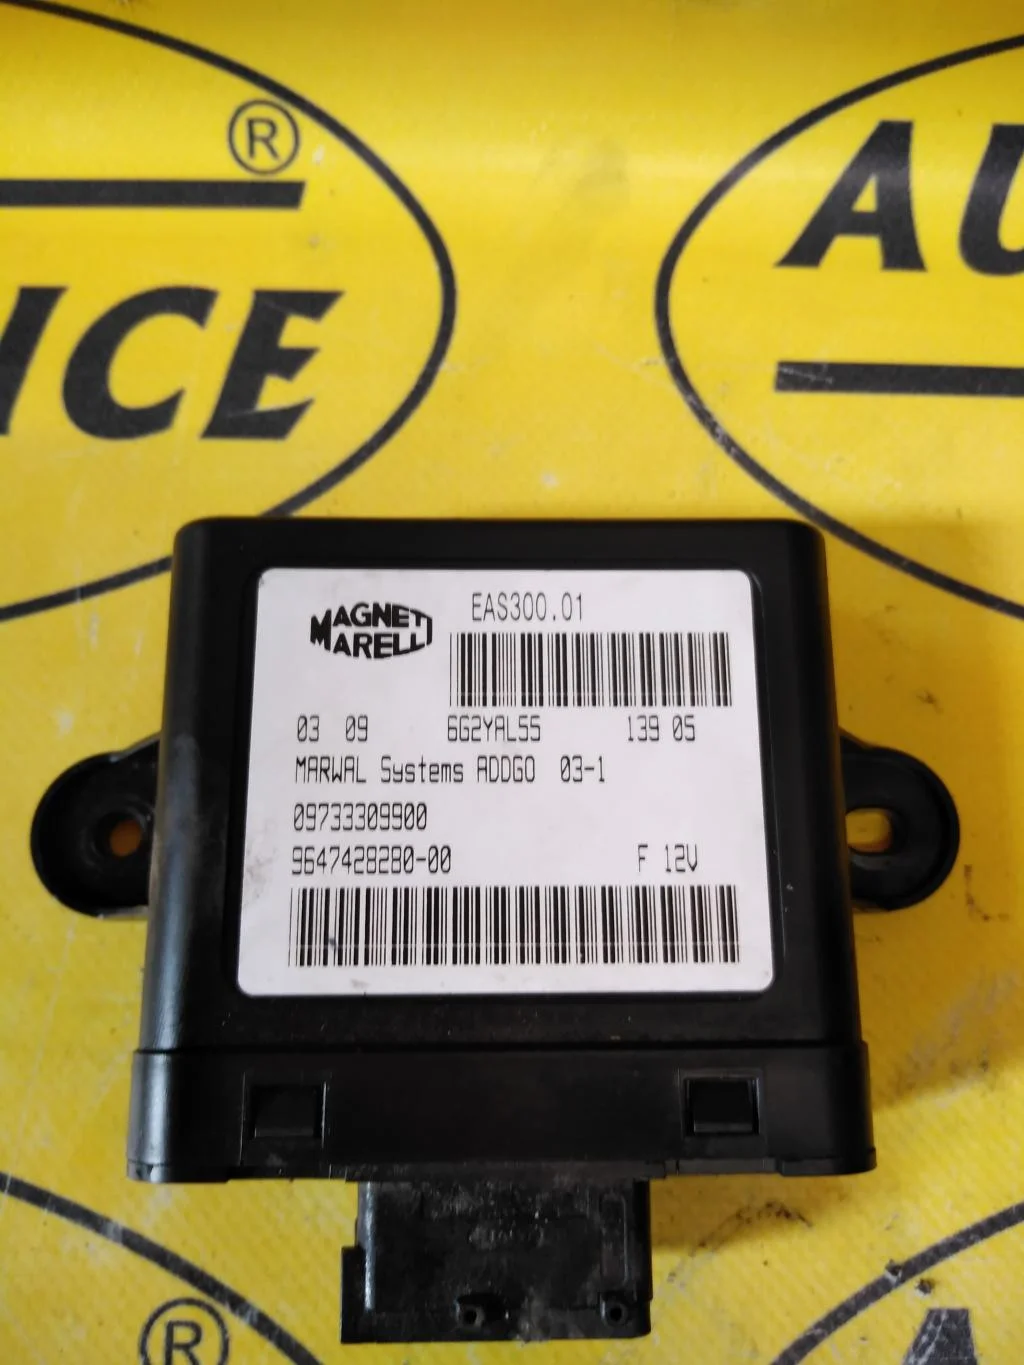 ®
ICE
AU
MAGNETI
MARELLI
EAS300.01
03 09 6G2YAL55 139 05
MARWAL Systems ADDGO 03-1
09733309900
9647428280-00 F 12V
®
A